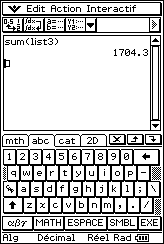 Edit Action Interactif
sum(list3)
1704.3
mth abc cat 2D
1 2 3 4 5 6 7 8 9 0
q w e r t y u i o p -
a s d f g h j k l ;
z x c v b n m , . /
αβγ MATH ESPACE SMBL EXE
Alg Décimal Réel Rad